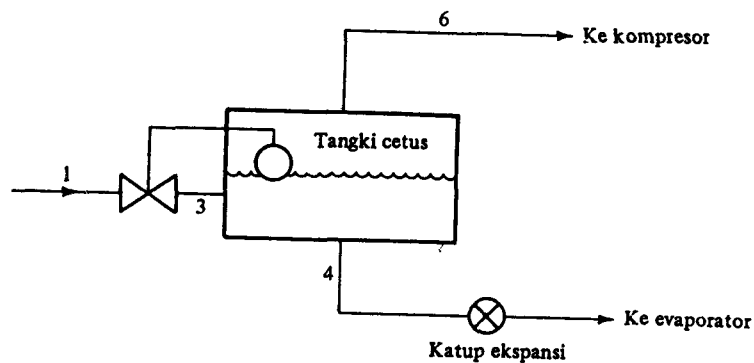 6
Ke kompresor
Tangki cetus
1
3
4
Ke evaporator
Katup ekspansi